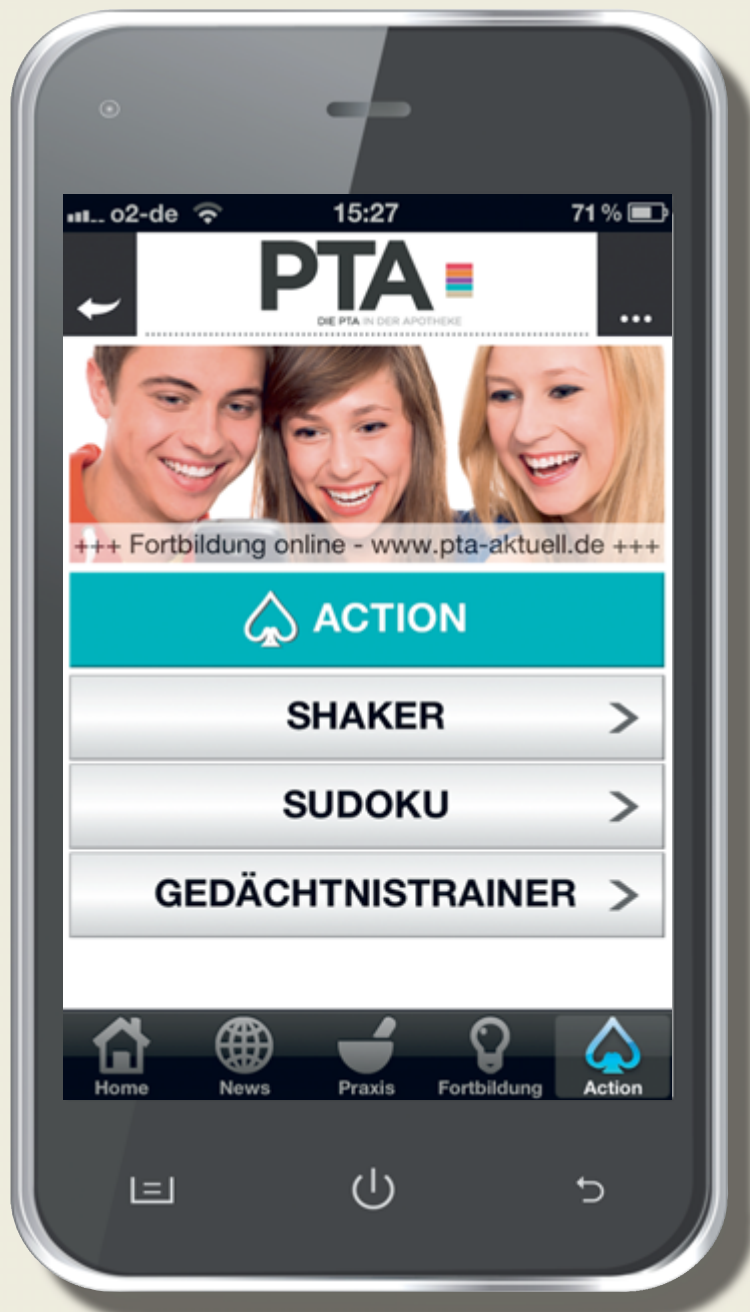 o2-de 15:27 71 %
PTA
DIE PTA IN DER APOTHEKE
+++ Fortbildung online - www.pta-aktuell.de +++
ACTION
SHAKER
SUDOKU
GEDÄCHTNISTRAINER
Home News Praxis Fortbildung Action